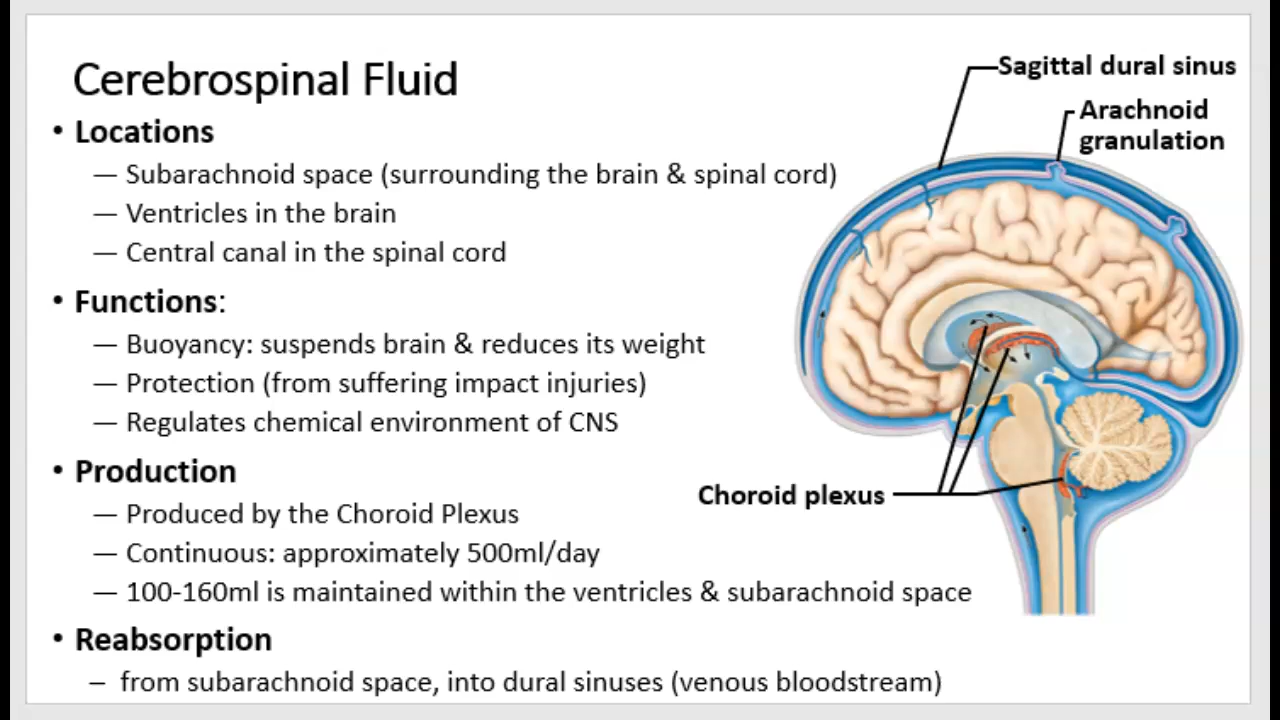 Cerebrospinal Fluid
• Locations
— Subarachnoid space (surrounding the brain & spinal cord)
— Ventricles in the brain
— Central canal in the spinal cord
• Functions:
— Buoyancy: suspends brain & reduces its weight
— Protection (from suffering impact injuries)
— Regulates chemical environment of CNS
• Production
— Produced by the Choroid Plexus
— Continuous: approximately 500ml/day
— 100-160ml is maintained within the ventricles & subarachnoid space
• Reabsorption
– from subarachnoid space, into dural sinuses (venous bloodstream)
Sagittal dural sinus
Arachnoid
granulation
Choroid plexus